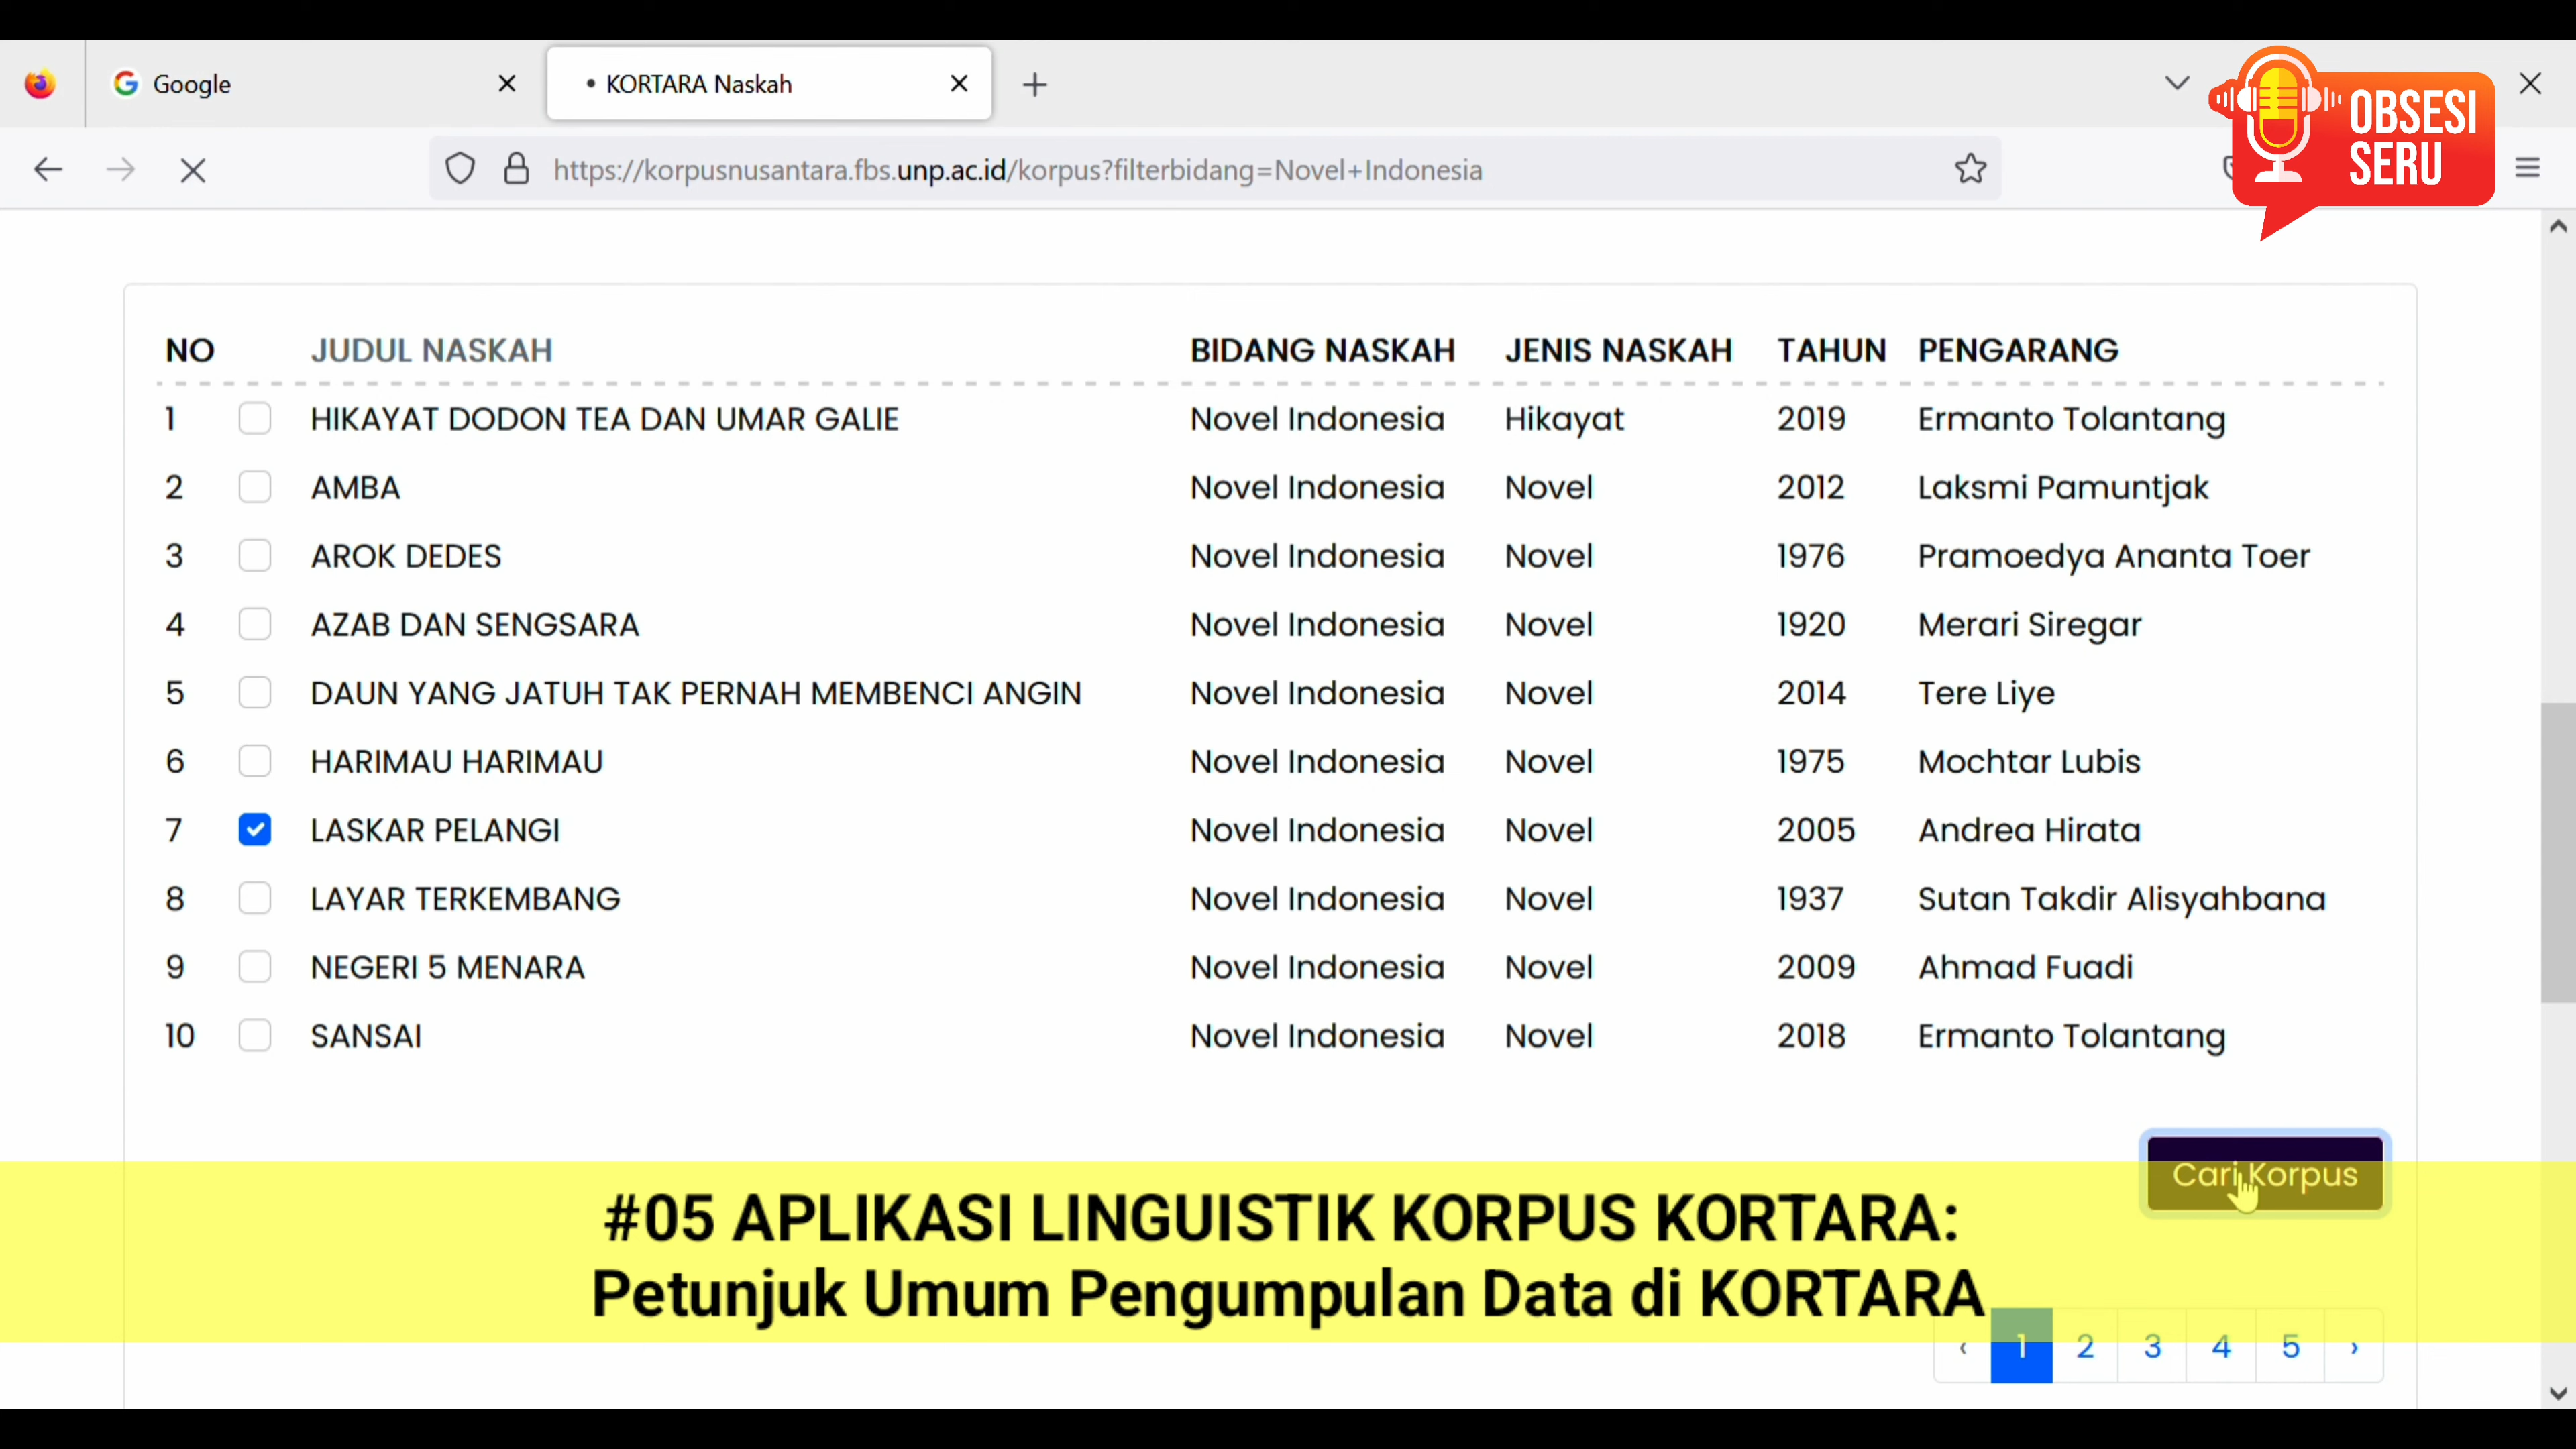 Google
• KORTARA Naskah
OBSESI
SERU
https://korpusnusantara.fbs.unp.ac.id/korpus?filterbidang=Novel+Indonesia
NO JUDUL NASKAH BIDANG NASKAH JENIS NASKAH TAHUN PENGARANG
1 HIKAYAT DODON TEA DAN UMAR GALIE Novel Indonesia Hikayat 2019 Ermanto Tolantang
2 AMBA Novel Indonesia Novel 2012 Laksmi Pamuntjak
3 AROK DEDES Novel Indonesia Novel 1976 Pramoedya Ananta Toer
4 AZAB DAN SENGSARA Novel Indonesia Novel 1920 Merari Siregar
5 DAUN YANG JATUH TAK PERNAH MEMBENCI ANGIN Novel Indonesia Novel 2014 Tere Liye
6 HARIMAU HARIMAU Novel Indonesia Novel 1975 Mochtar Lubis
7 LASKAR PELANGI Novel Indonesia Novel 2005 Andrea Hirata
8 LAYAR TERKEMBANG Novel Indonesia Novel 1937 Sutan Takdir Alisyahbana
9 NEGERI 5 MENARA Novel Indonesia Novel 2009 Ahmad Fuadi
10 SANSAI Novel Indonesia Novel 2018 Ermanto Tolantang
Cari Korpus
#05 APLIKASI LINGUISTIK KORPUS KORTARA:
Petunjuk Umum Pengumpulan Data di KORTARA
‹ 1 2 3 4 5 ›